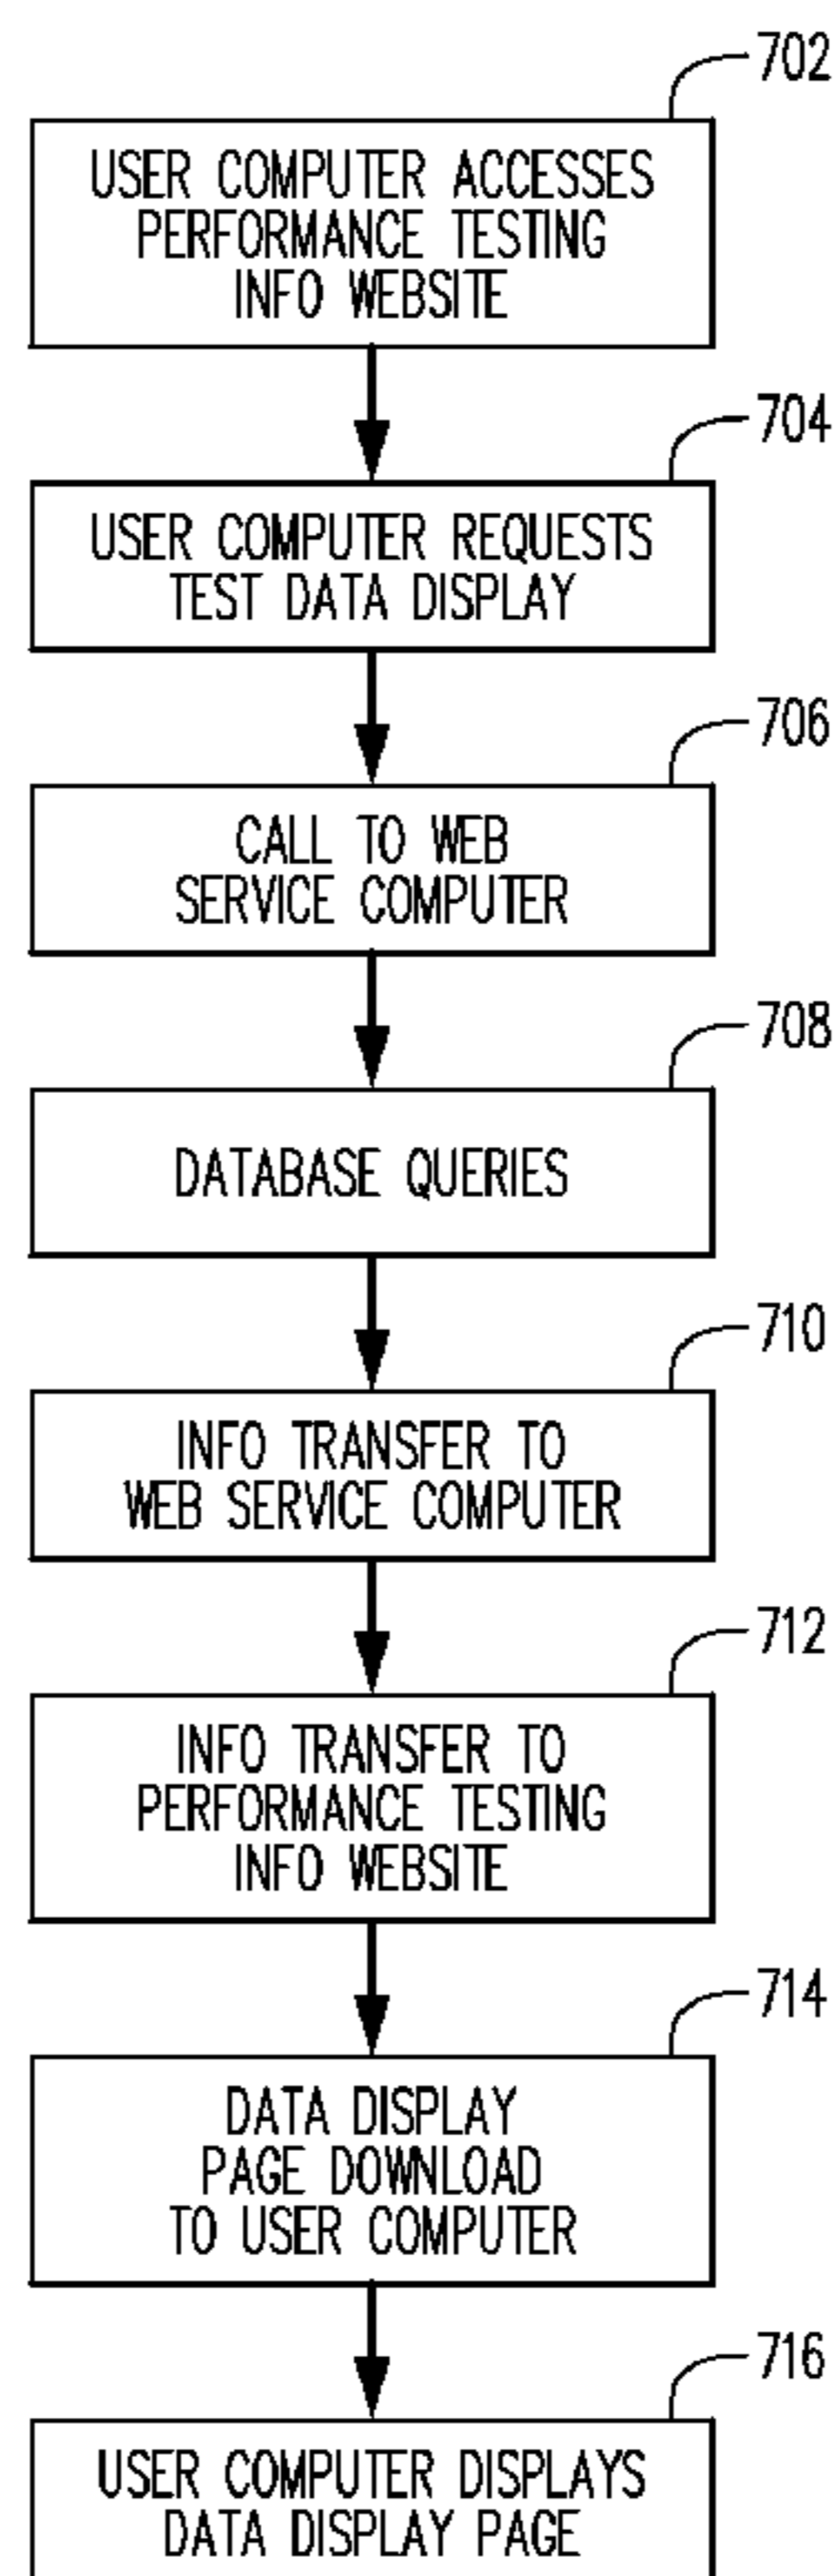 702
USER COMPUTER ACCESSES
PERFORMANCE TESTING
INFO WEBSITE
704
USER COMPUTER REQUESTS
TEST DATA DISPLAY
706
CALL TO WEB
SERVICE COMPUTER
708
DATABASE QUERIES
710
INFO TRANSFER TO
WEB SERVICE COMPUTER
712
INFO TRANSFER TO
PERFORMANCE TESTING
INFO WEBSITE
714
DATA DISPLAY
PAGE DOWNLOAD
TO USER COMPUTER
716
USER COMPUTER DISPLAYS
DATA DISPLAY PAGE